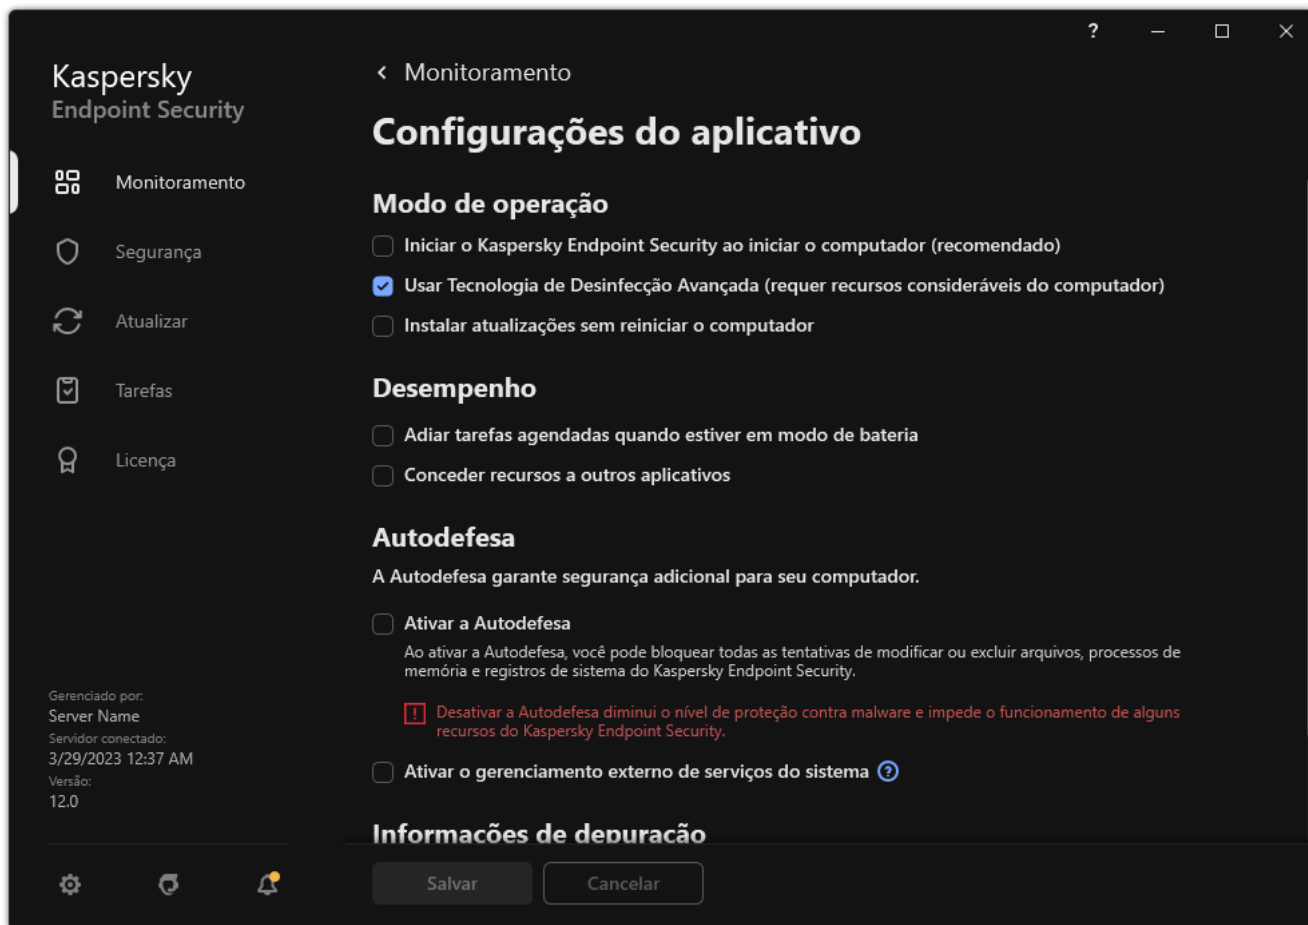 ?
Kaspersky
Endpoint Security
Monitoramento
Segurança
Atualizar
Tarefas
Licença
Gerenciado por:
Server Name
Servidor conectado:
3/29/2023 12:37 AM
Versão:
12.0
Monitoramento
Configurações do aplicativo
Modo de operação
Iniciar o Kaspersky Endpoint Security ao iniciar o computador (recomendado)
Usar Tecnologia de Desinfecção Avançada (requer recursos consideráveis do computador)
Instalar atualizações sem reiniciar o computador
Desempenho
Adiar tarefas agendadas quando estiver em modo de bateria
Conceder recursos a outros aplicativos
Autodefesa
A Autodefesa garante segurança adicional para seu computador.
Ativar a Autodefesa
Ao ativar a Autodefesa, você pode bloquear todas as tentativas de modificar ou excluir arquivos, processos de
memória e registros de sistema do Kaspersky Endpoint Security.
Desativar a Autodefesa diminui o nível de proteção contra malware e impede o funcionamento de alguns
recursos do Kaspersky Endpoint Security.
Ativar o gerenciamento externo de serviços do sistema ?
Informações de depuração
Salvar
Cancelar